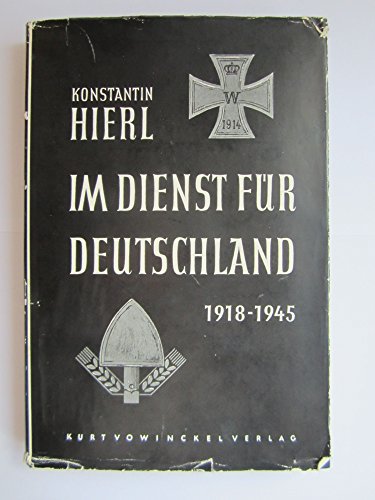 KONSTANTIN
HIERL
W
1914
IM DIENST FÜR
DEUTSCHLAND
1918-1945
KURT VOWINCKEL VERLAG